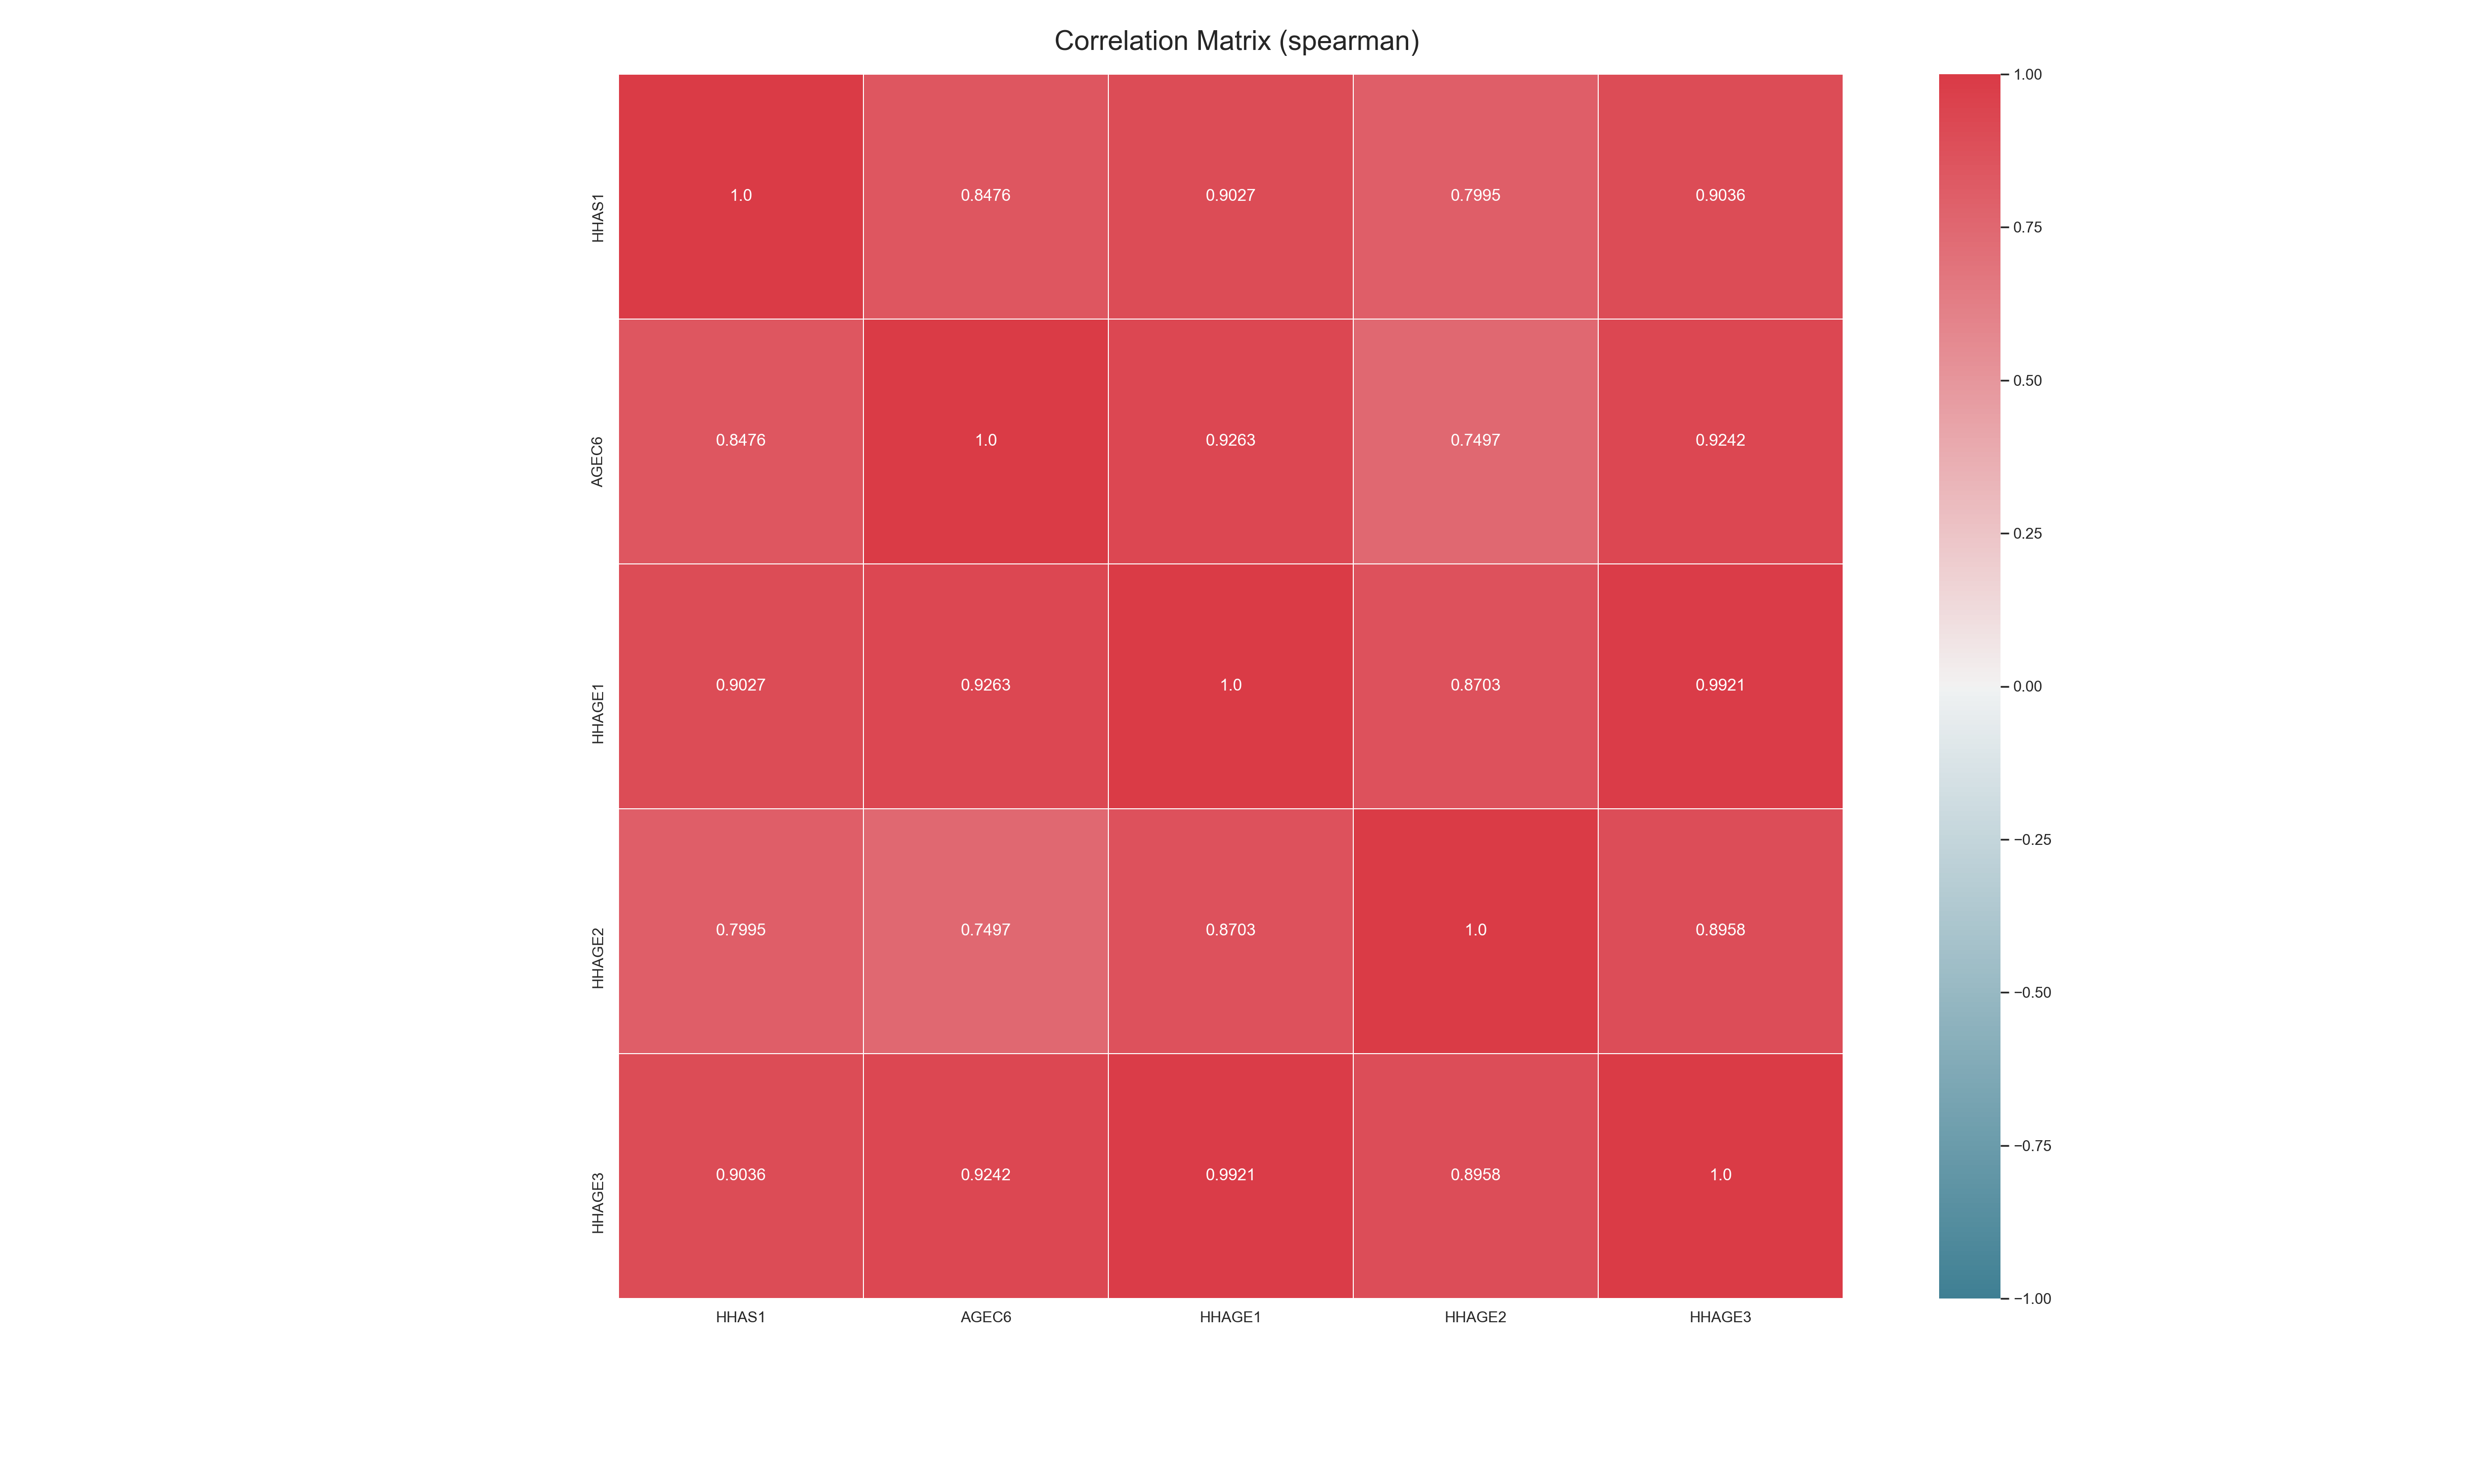 Correlation Matrix (spearman)
HHAS1
1.0 0.8476 0.9027 0.7995 0.9036
AGEC6
0.8476 1.0 0.9263 0.7497 0.9242
HHAGE1
0.9027 0.9263 1.0 0.8703 0.9921
HHAGE2
0.7995 0.7497 0.8703 1.0 0.8958
HHAGE3
0.9036 0.9242 0.9921 0.8958 1.0
HHAS1 AGEC6 HHAGE1 HHAGE2 HHAGE3
1.00
0.75
0.50
0.25
0.00
−0.25
−0.50
−0.75
−1.00